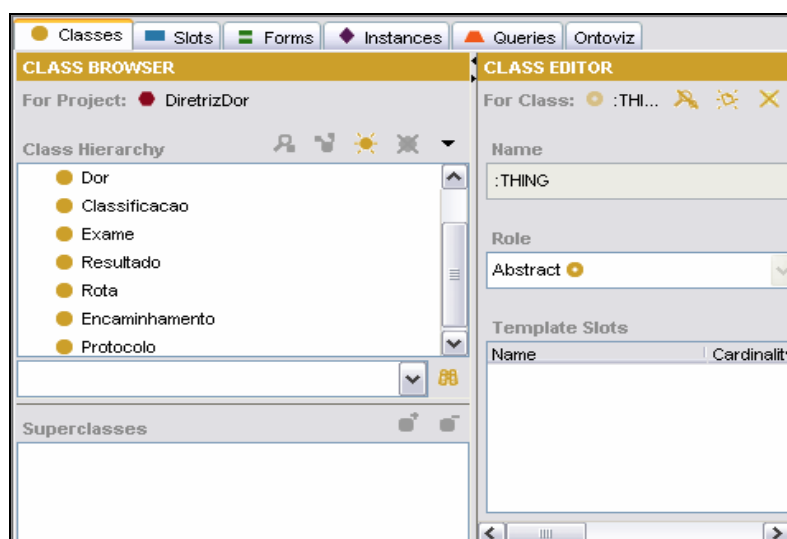 Classes Slots Forms Instances Queries Ontoviz
CLASS BROWSER
For Project: DiretrizDor
Class Hierarchy
Dor
Classificacao
Exame
Resultado
Rota
Encaminhamento
Protocolo
Superclasses
CLASS EDITOR
For Class: :THI...
Name
:THING
Role
Abstract
Template Slots
Name Cardinality